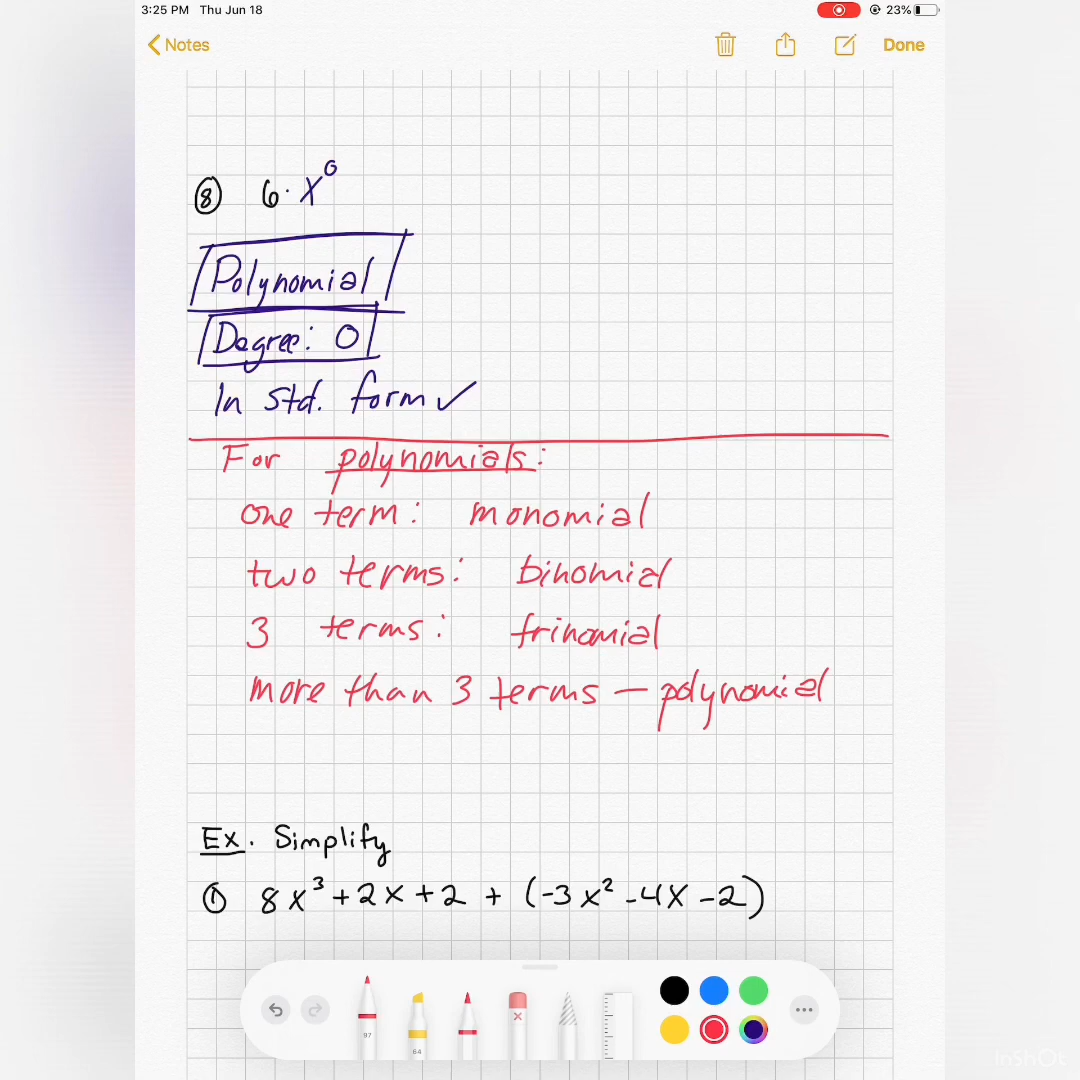 3:25 PM Thu Jun 18
23%
Notes
Done
⑧ 6 · x⁰
Polynomial
Degree: 0
In std. form ✓
For polynomials:
one term: monomial
two terms: binomial
3 terms: trinomial
more than 3 terms — polynomial
Ex. Simplify
① 8x³ + 2x + 2 + (-3x² - 4x - 2)
97
64
InShOt